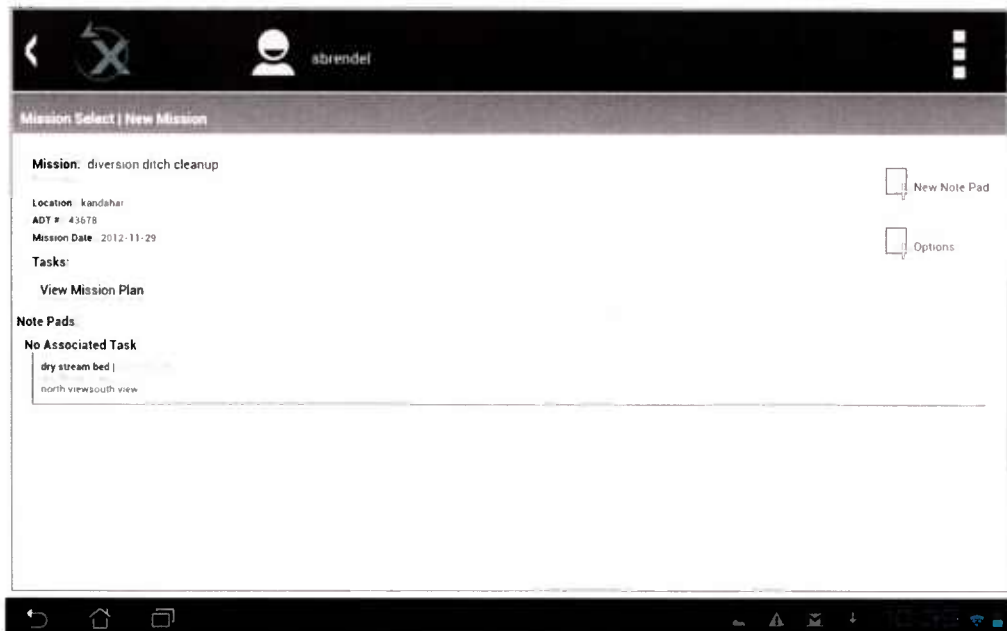 abrendel
Mission Select | New Mission
Mission: diversion ditch cleanup
Location kandahar
ADT # 43678
Mission Date 2012-11-29
Tasks:
View Mission Plan
Note Pads
No Associated Task
dry stream bed |
north viewsouth view
New Note Pad
Options